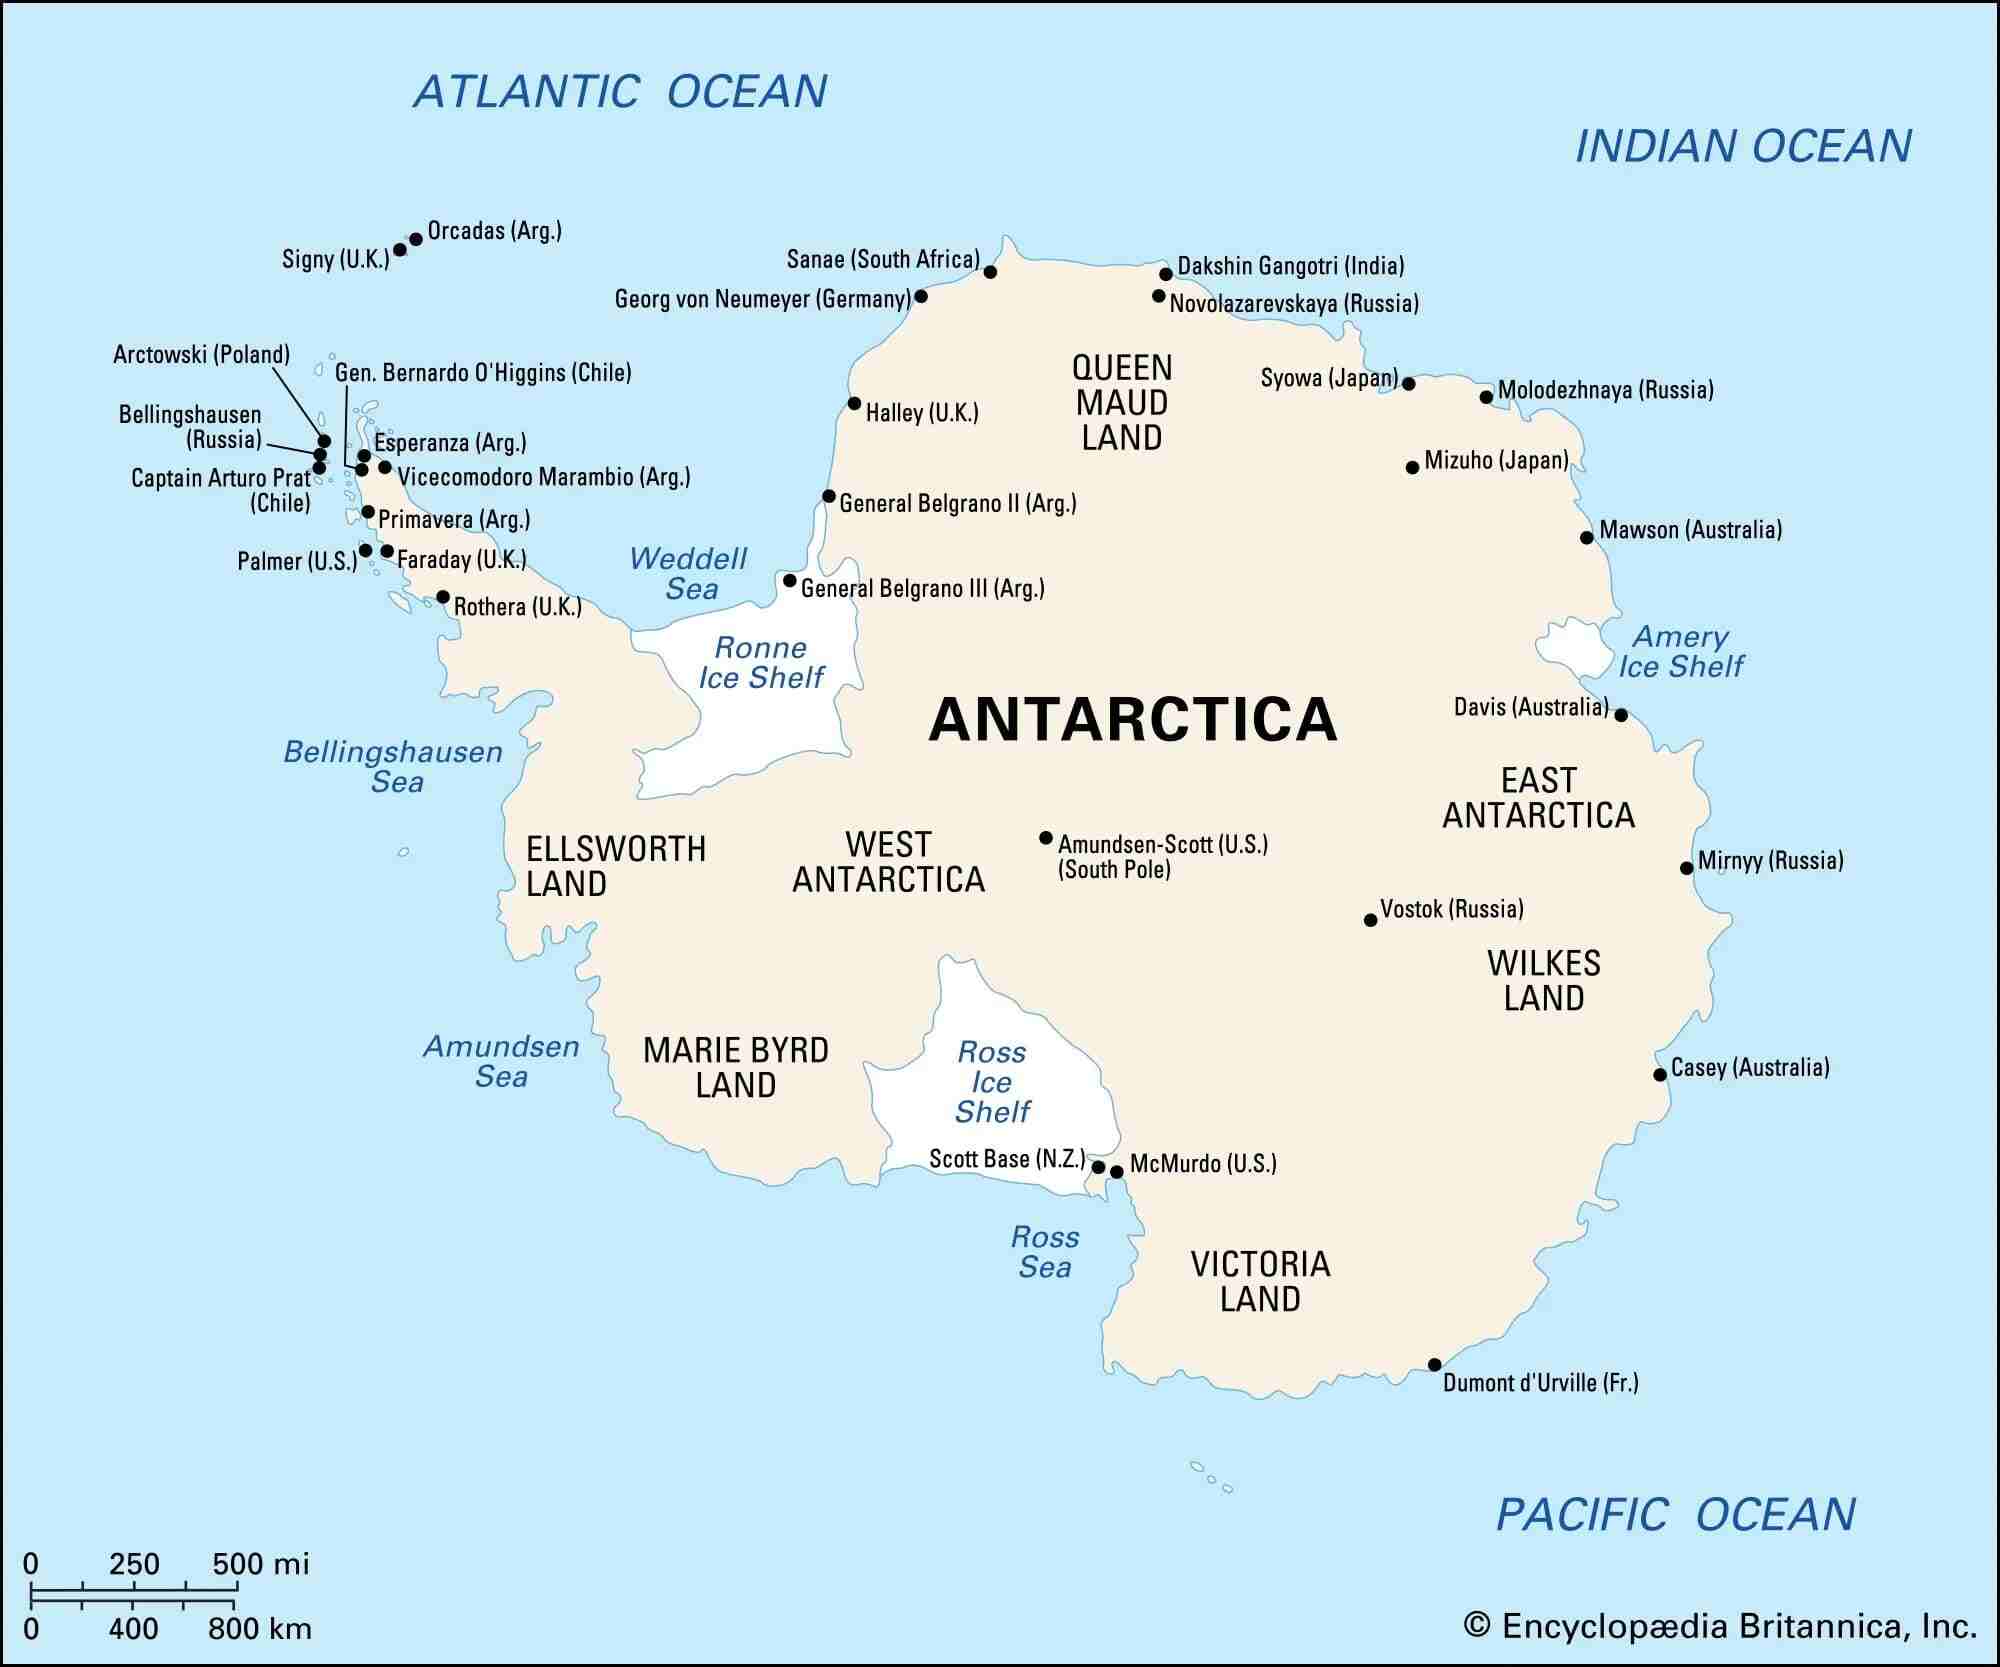 ATLANTIC OCEAN
INDIAN OCEAN
Orcadas (Arg.)
Signy (U.K.)
Sanae (South Africa)
Dakshin Gangotri (India)
Georg von Neumeyer (Germany)
Novolazarevskaya (Russia)
Arctowski (Poland)
Gen. Bernardo O'Higgins (Chile)
QUEEN
MAUD
LAND
Syowa (Japan)
Molodezhnaya (Russia)
Bellingshausen
(Russia)
Halley (U.K.)
Esperanza (Arg.)
Captain Arturo Prat
(Chile)
Vicecomodoro Marambio (Arg.)
Mizuho (Japan)
General Belgrano II (Arg.)
Primavera (Arg.)
Mawson (Australia)
Palmer (U.S.)
Faraday (U.K.)
Weddell
Sea
General Belgrano III (Arg.)
Rothera (U.K.)
Ronne
Ice Shelf
Amery
Ice Shelf
ANTARCTICA
Davis (Australia)
Bellingshausen
Sea
EAST
ANTARCTICA
ELLSWORTH
LAND
WEST
ANTARCTICA
Amundsen-Scott (U.S.)
(South Pole)
Mirnyy (Russia)
Vostok (Russia)
WILKES
LAND
Amundsen
Sea
MARIE BYRD
LAND
Ross
Ice
Shelf
Casey (Australia)
Scott Base (N.Z.)
McMurdo (U.S.)
Ross
Sea
VICTORIA
LAND
Dumont d'Urville (Fr.)
PACIFIC OCEAN
0 250 500 mi
0 400 800 km
© Encyclopædia Britannica, Inc.